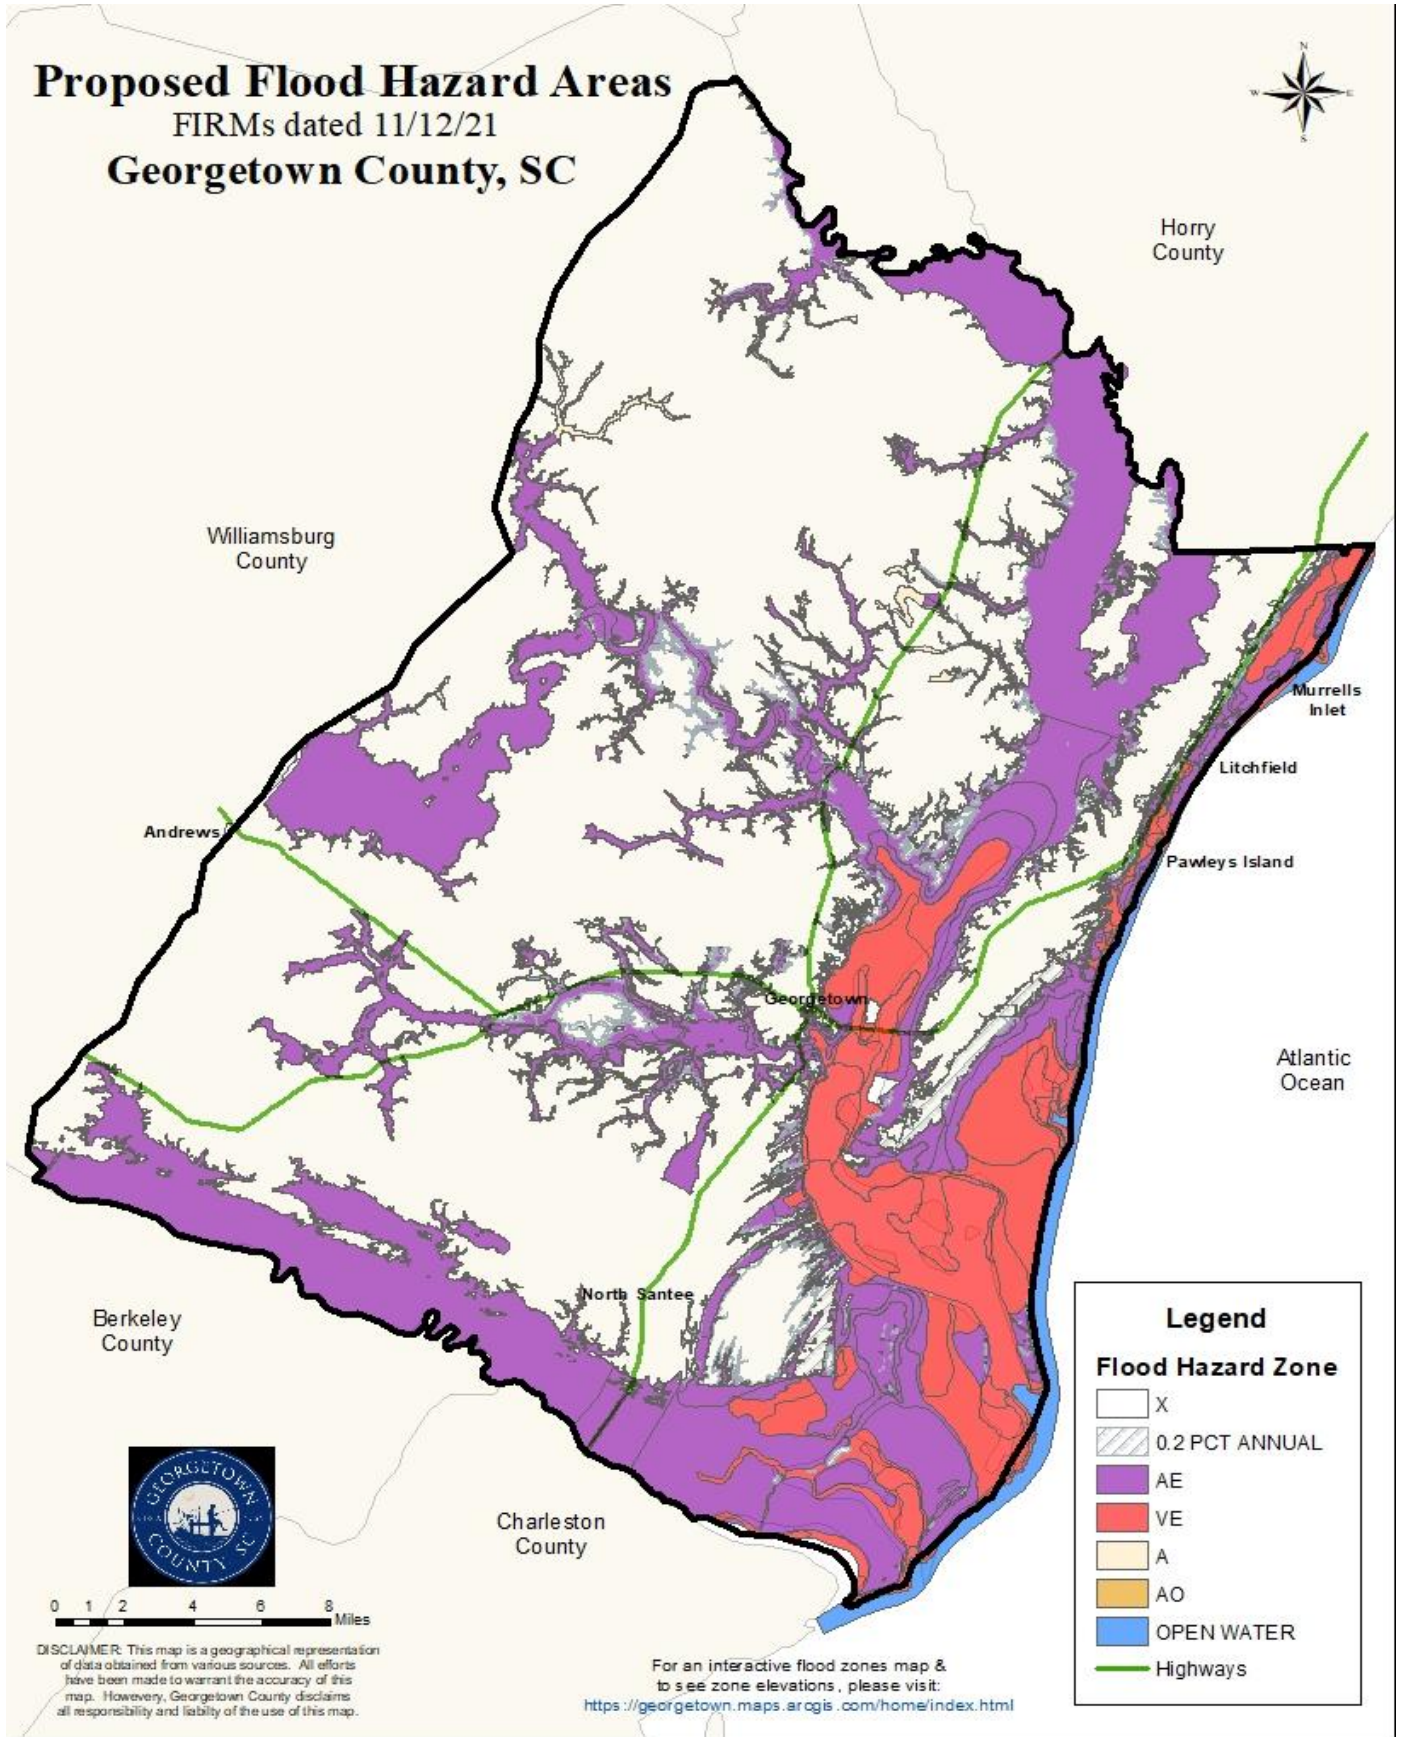 Proposed Flood Hazard Areas
FIRMs dated 11/12/21
Georgetown County, SC
N
W
E
S
Horry
County
Williamsburg
County
Murrells
Inlet
Litchfield
Andrews
Pawleys Island
Georgetown
Atlantic
Ocean
North Santee
Berkeley
County
Charleston
County
Legend
Flood Hazard Zone
X
0.2 PCT ANNUAL
AE
VE
A
AO
OPEN WATER
Highways
GEORGETOWN
COUNTY SC
0 1 2 4 6 8
Miles
DISCLAIMER: This map is a geographical representation
of data obtained from various sources. All efforts
have been made to warrant the accuracy of this
map. Howevery, Georgetown County disclaims
all responsibility and liabilty of the use of this map.
For an interactive flood zones map &
to see zone elevations, please visit:
https://georgetown.maps.arcgis.com/home/index.html